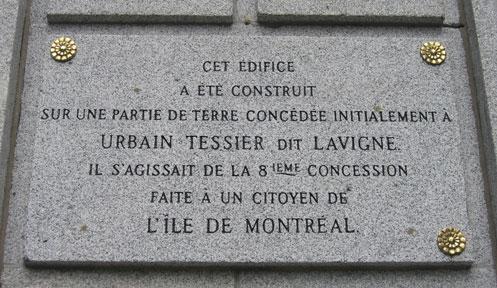 CET ÉDIFICE
A ÉTÉ CONSTRUIT
SUR UNE PARTIE DE TERRE CONCÉDÉE INITIALEMENT À
URBAIN TESSIER DIT LAVIGNE.
IL S'AGISSAIT DE LA 8IÈME CONCESSION
FAITE À UN CITOYEN DE
L'ÎLE DE MONTRÉAL.